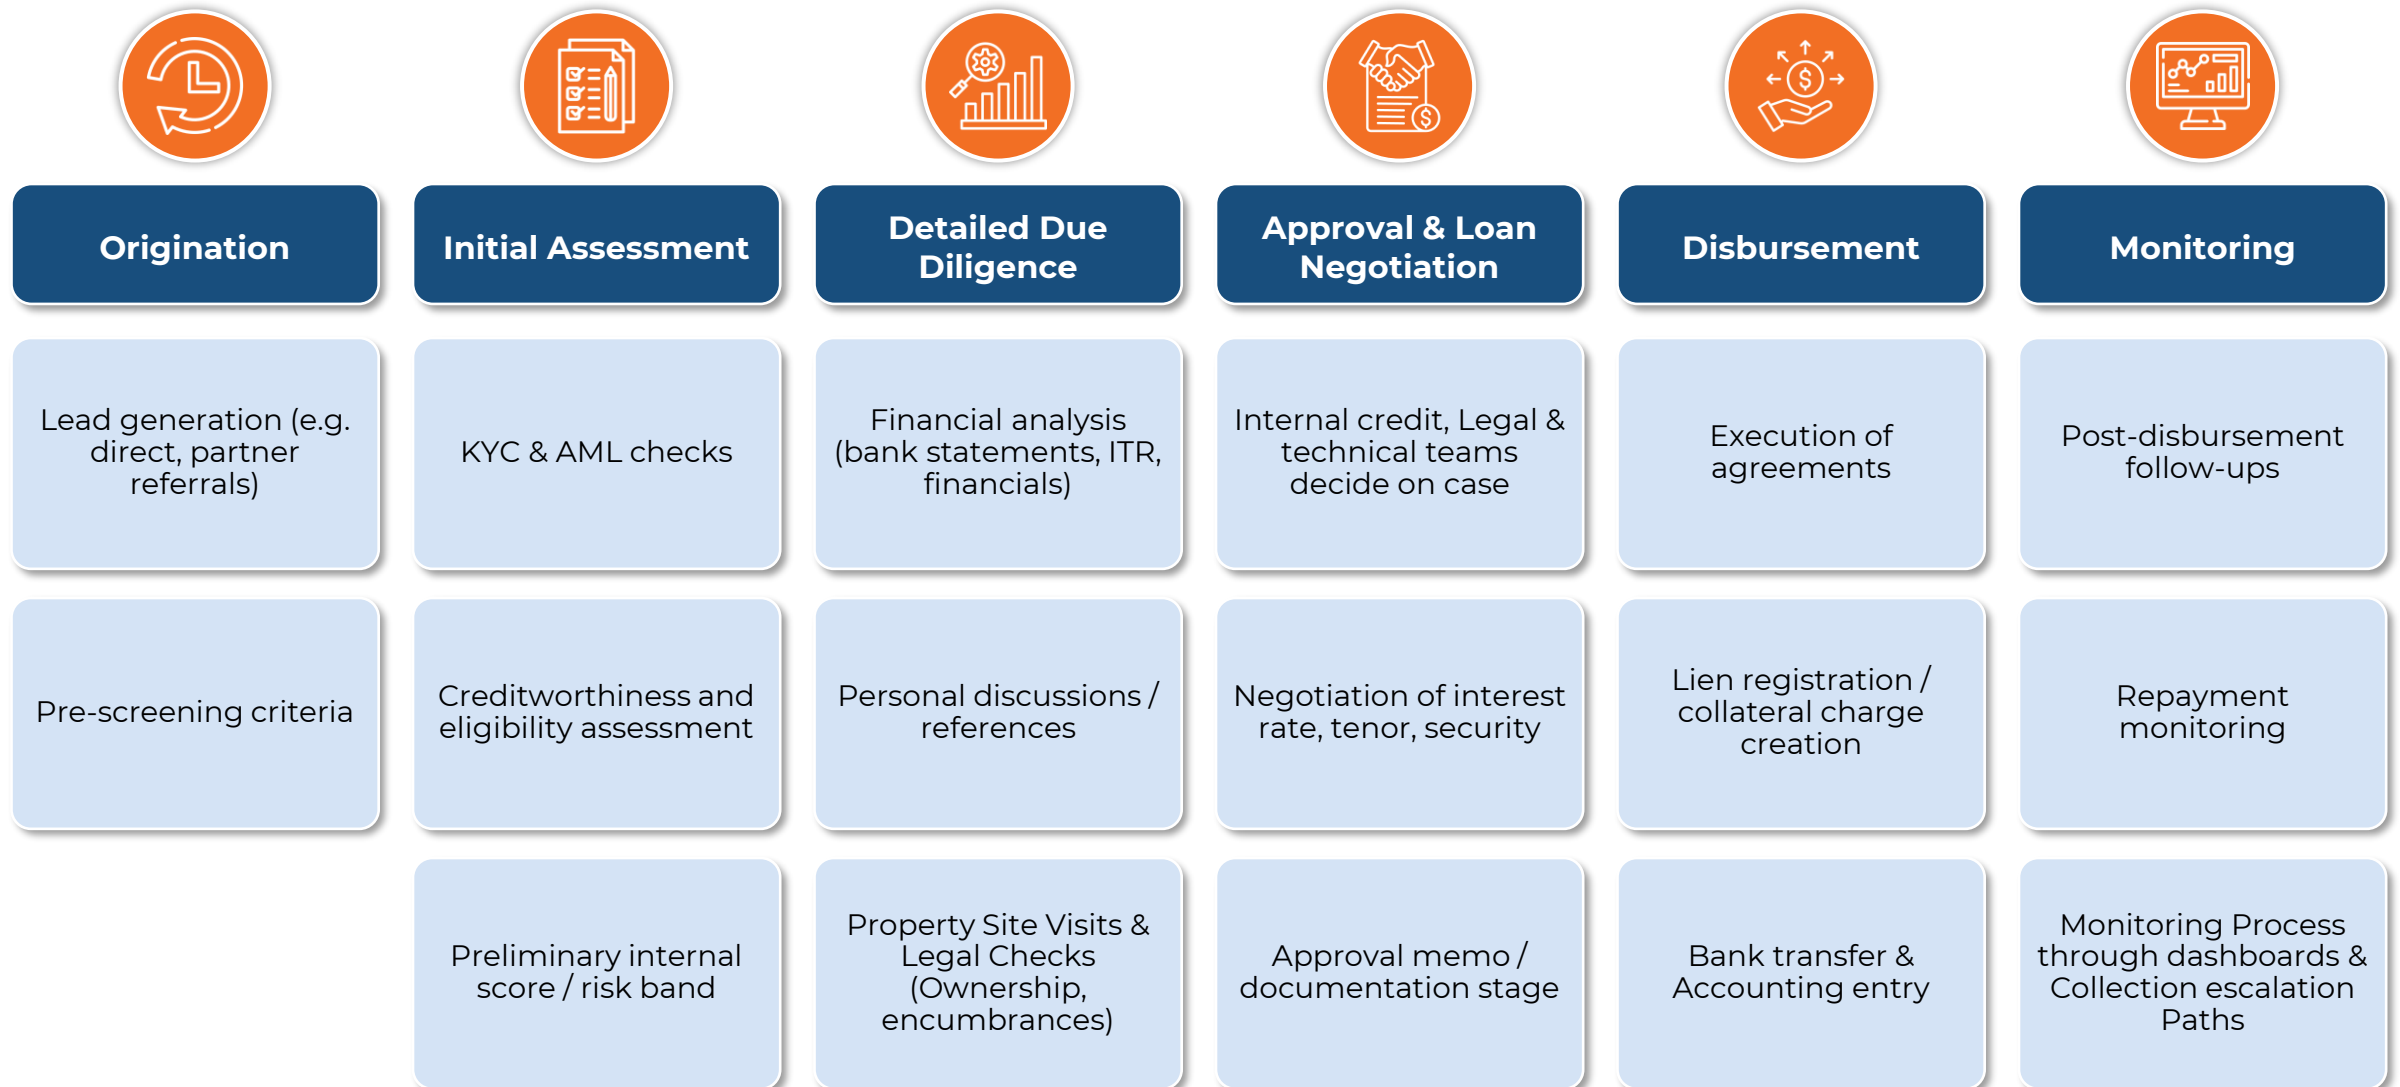 Origination
Lead generation (e.g.
direct, partner
referrals)
Pre-screening criteria
Initial Assessment
KYC & AML checks
Creditworthiness and
eligibility assessment
Preliminary internal
score / risk band
Detailed Due
Diligence
Financial analysis
(bank statements, ITR,
financials)
Personal discussions /
references
Property Site Visits &
Legal Checks
(Ownership,
encumbrances)
Approval & Loan
Negotiation
Internal credit, Legal &
technical teams
decide on case
Negotiation of interest
rate, tenor, security
Approval memo /
documentation stage
Disbursement
Execution of
agreements
Lien registration /
collateral charge
creation
Bank transfer &
Accounting entry
Monitoring
Post-disbursement
follow-ups
Repayment
monitoring
Monitoring Process
through dashboards &
Collection escalation
Paths